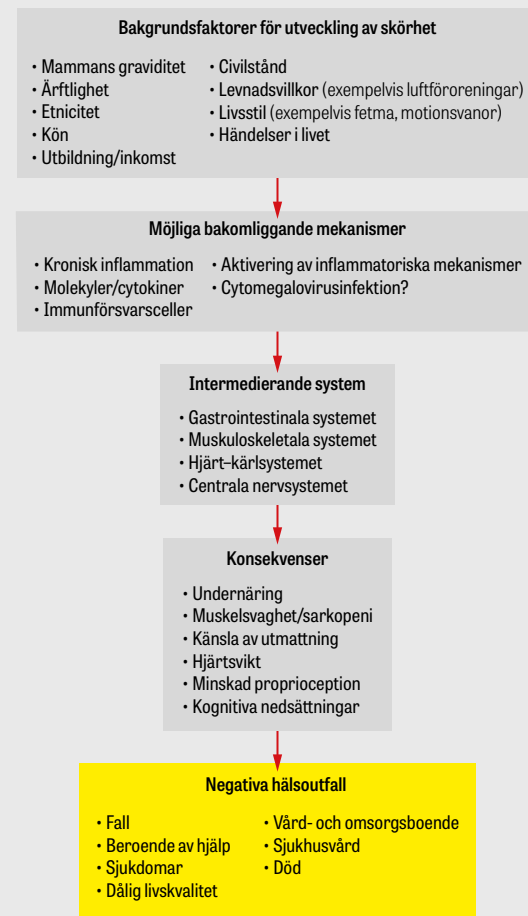 Bakgrundsfaktorer för utveckling av skörhet
• Mammans graviditet
• Ärftlighet
• Etnicitet
• Kön
• Utbildning/inkomst
• Civilstånd
• Levnadsvillkor (exempelvis luftföroreningar)
• Livsstil (exempelvis fetma, motionsvanor)
• Händelser i livet
Möjliga bakomliggande mekanismer
• Kronisk inflammation
• Molekyler/cytokiner
• Immunförsvarsceller
• Aktivering av inflammatoriska mekanismer
• Cytomegalovirusinfektion?
Intermedierande system
• Gastrointestinala systemet
• Muskuloskeletala systemet
• Hjärt–kärlsystemet
• Centrala nervsystemet
Konsekvenser
• Undernäring
• Muskelsvaghet/sarkopeni
• Känsla av utmattning
• Hjärtsvikt
• Minskad proprioception
• Kognitiva nedsättningar
Negativa hälsoutfall
• Fall
• Beroende av hjälp
• Sjukdomar
• Dålig livskvalitet
• Vård- och omsorgsboende
• Sjukhusvård
• Död